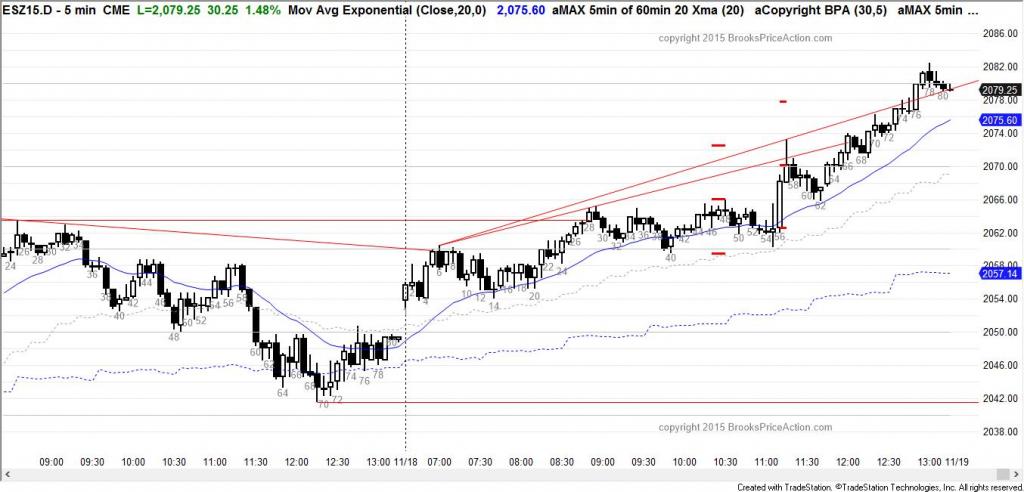 ESZ15.D - 5 min CME L=2,079.25 30.25 1.48% Mov Avg Exponential (Close,20,0) 2,075.60 aMAX 5min of 60min 20 Xma (20) aCopyright BPA (30,5) aMAX 5min ...
copyright 2015 BrooksPriceAction.com
2086.00
2082.00
2079.25
2078.00
2075.60
2074.00
2070.00
2066.00
2062.00
2058.00
2057.14
2054.00
2050.00
2046.00
2042.00
2038.00
24 26 28 30 36 40 48 50 52 54 56 58 60 64 68 70 72 74 76 78
4 6 8 10 12 14 16 18 20 22 24 26 28 30 32 34 36 38 40 42 44 46 48 50 52 54 56 58 60 62 64 66 68 70 72 74 76 78 80
copyright 2015 BrooksPriceAction.com
09:00 09:30 10:00 10:30 11:00 11:30 12:00 12:30 13:00 11/18 07:00 07:30 08:00 08:30 09:00 09:30 10:00 10:30 11:00 11:30 12:00 12:30 13:00 11/19
Created with TradeStation. ©TradeStation Technologies, Inc. All rights reserved.